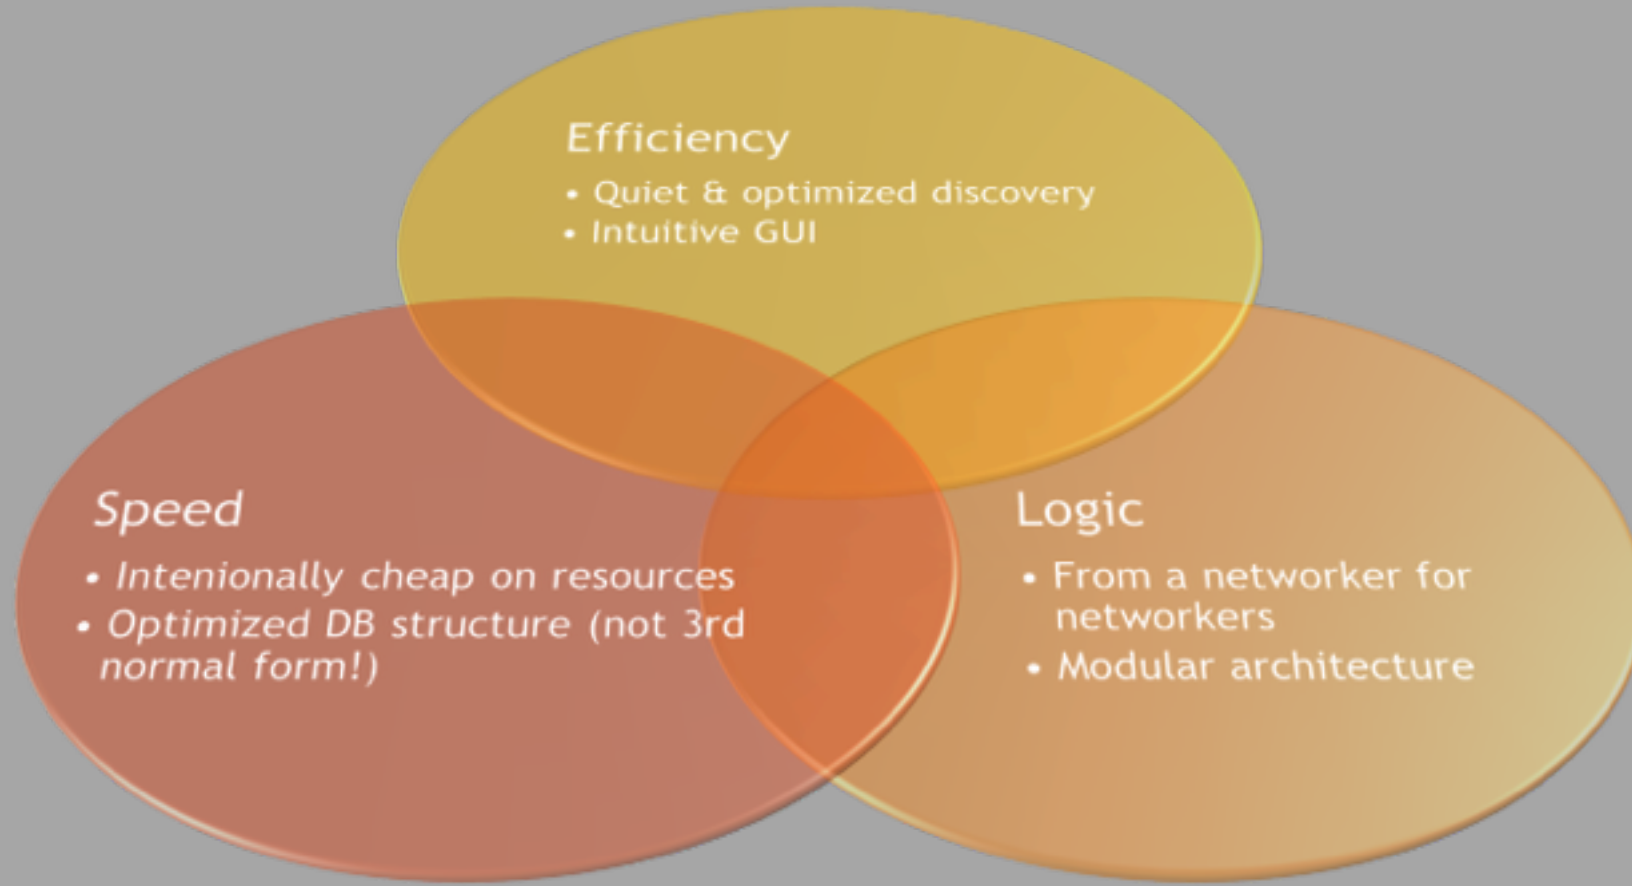 Efficiency
• Quiet & optimized discovery
• Intuitive GUI
Speed
• Intenionally cheap on resources
• Optimized DB structure (not 3rd
normal form!)
Logic
• From a networker for
networkers
• Modular architecture